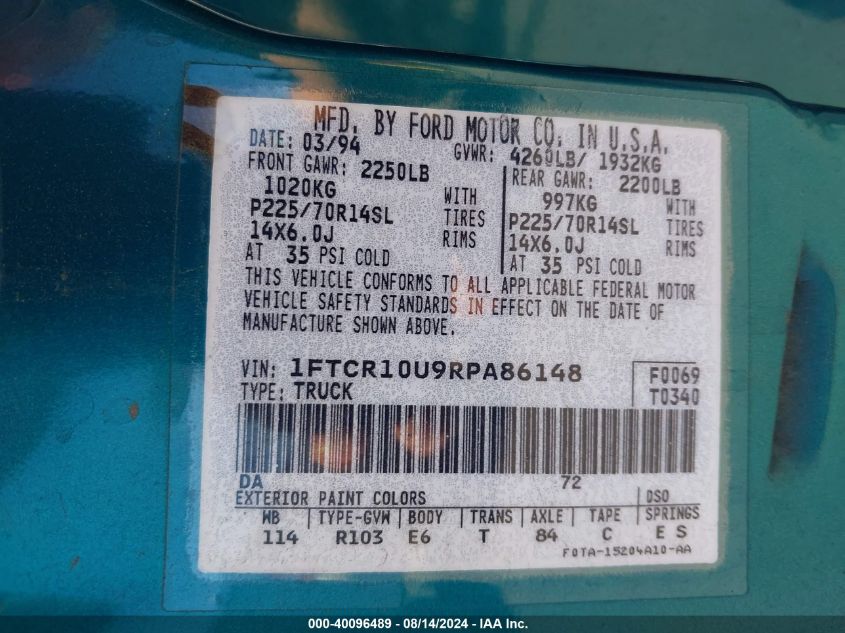 MFD. BY FORD MOTOR CO. IN U.S.A.
DATE: 03/94 GVWR: 4260LB/ 1932KG
FRONT GAWR: 2250LB REAR GAWR: 2200LB
1020KG WITH 997KG WITH
P225/70R14SL TIRES P225/70R14SL TIRES
14X6.0J RIMS 14X6.0J RIMS
AT 35 PSI COLD AT 35 PSI COLD
THIS VEHICLE CONFORMS TO ALL APPLICABLE FEDERAL MOTOR
VEHICLE SAFETY STANDARDS IN EFFECT ON THE DATE OF
MANUFACTURE SHOWN ABOVE.
VIN: 1FTCR10U9RPA86148 F0069
TYPE: TRUCK T0340
DA 72
EXTERIOR PAINT COLORS DSO
WB TYPE-GVW BODY TRANS AXLE TAPE SPRINGS
114 R103 E6 T 84 C E S
F0TA-15204A10-AA
000-40096489 - 08/14/2024 - IAA Inc.